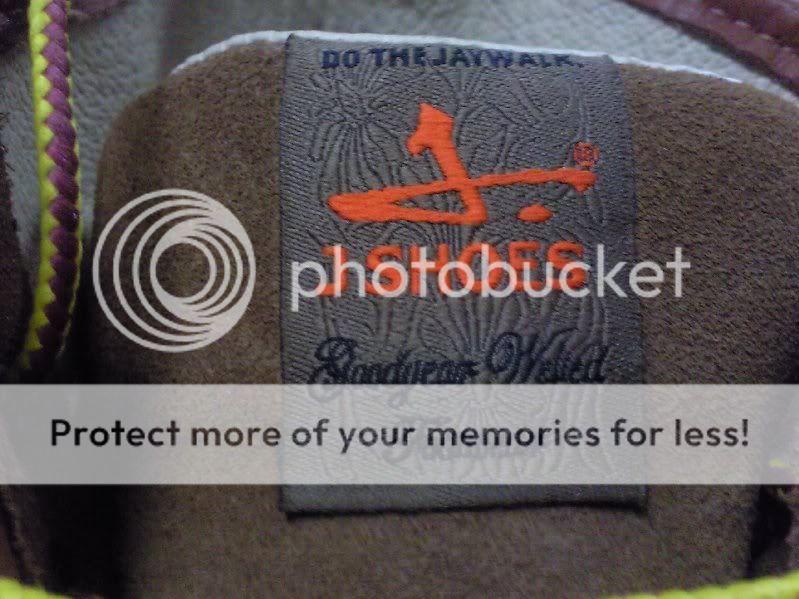 DO THE JAYWALK.
J.
®
J SHOES
photobucket
Goodyear Welted
Protect more of your memories for less!